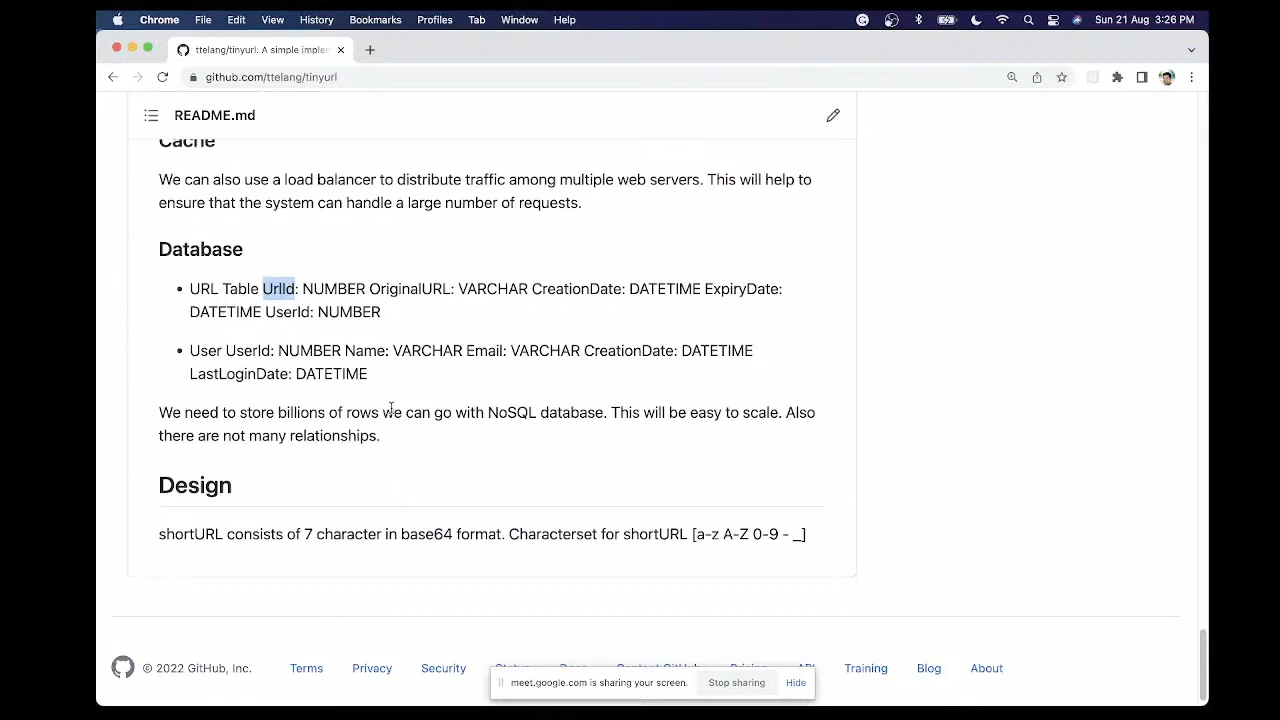 Chrome File Edit View History Bookmarks Profiles Tab Window Help Sun 21 Aug 3:26 PM
ttelang/tinyurl: A simple implem
github.com/ttelang/tinyurl
README.md
Cache
We can also use a load balancer to distribute traffic among multiple web servers. This will help to
ensure that the system can handle a large number of requests.
Database
• URL Table UrlId: NUMBER OriginalURL: VARCHAR CreationDate: DATETIME ExpiryDate:
DATETIME UserId: NUMBER
• User UserId: NUMBER Name: VARCHAR Email: VARCHAR CreationDate: DATETIME
LastLoginDate: DATETIME
We need to store billions of rows we can go with NoSQL database. This will be easy to scale. Also
there are not many relationships.
Design
shortURL consists of 7 character in base64 format. Characterset for shortURL [a-z A-Z 0-9 - _]
© 2022 GitHub, Inc. Terms Privacy Security Status Docs Contact GitHub Pricing API Training Blog About
meet.google.com is sharing your screen. Stop sharing Hide